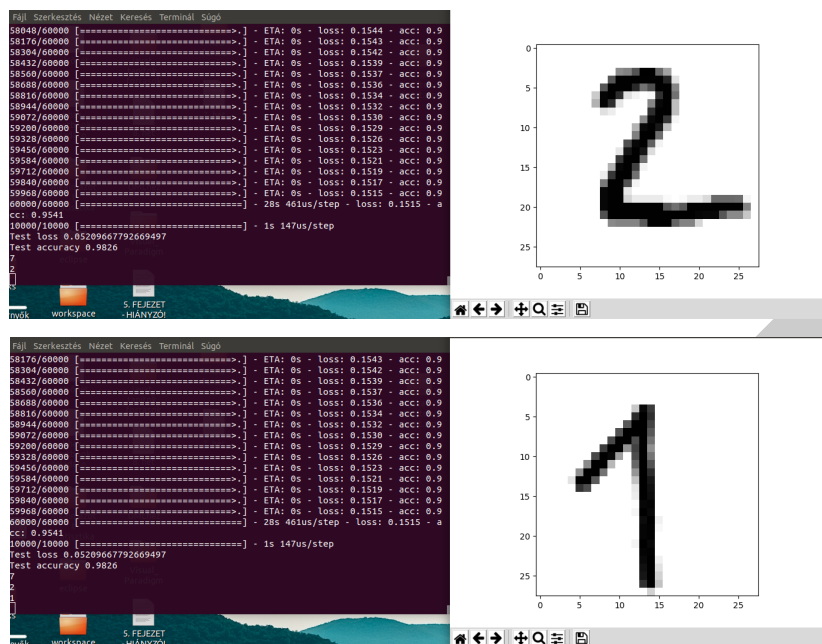 Fájl Szerkesztés Nézet Keresés Terminál Súgó
58048/60000 [=============================>.] - ETA: 0s - loss: 0.1544 - acc: 0.9
58176/60000 [=============================>.] - ETA: 0s - loss: 0.1543 - acc: 0.9
58304/60000 [=============================>.] - ETA: 0s - loss: 0.1542 - acc: 0.9
58432/60000 [=============================>.] - ETA: 0s - loss: 0.1539 - acc: 0.9
58560/60000 [=============================>.] - ETA: 0s - loss: 0.1537 - acc: 0.9
58688/60000 [=============================>.] - ETA: 0s - loss: 0.1536 - acc: 0.9
58816/60000 [=============================>.] - ETA: 0s - loss: 0.1534 - acc: 0.9
58944/60000 [=============================>.] - ETA: 0s - loss: 0.1532 - acc: 0.9
59072/60000 [=============================>.] - ETA: 0s - loss: 0.1530 - acc: 0.9
59200/60000 [=============================>.] - ETA: 0s - loss: 0.1529 - acc: 0.9
59328/60000 [=============================>.] - ETA: 0s - loss: 0.1526 - acc: 0.9
59456/60000 [=============================>.] - ETA: 0s - loss: 0.1523 - acc: 0.9
59584/60000 [=============================>.] - ETA: 0s - loss: 0.1521 - acc: 0.9
59712/60000 [=============================>.] - ETA: 0s - loss: 0.1519 - acc: 0.9
59840/60000 [=============================>.] - ETA: 0s - loss: 0.1517 - acc: 0.9
59968/60000 [=============================>.] - ETA: 0s - loss: 0.1515 - acc: 0.9
60000/60000 [==============================] - 28s 461us/step - loss: 0.1515 - a
cc: 0.9541
10000/10000 [==============================] - 1s 147us/step
Test loss 0.05209667792669497
Test accuracy 0.9826
7
2
nyők workspace 5. FEJEZET
- HIÁNYZÓ!
0
5
10
15
20
25
0 5 10 15 20 25
2
Fájl Szerkesztés Nézet Keresés Terminál Súgó
58176/60000 [=============================>.] - ETA: 0s - loss: 0.1543 - acc: 0.9
58304/60000 [=============================>.] - ETA: 0s - loss: 0.1542 - acc: 0.9
58432/60000 [=============================>.] - ETA: 0s - loss: 0.1539 - acc: 0.9
58560/60000 [=============================>.] - ETA: 0s - loss: 0.1537 - acc: 0.9
58688/60000 [=============================>.] - ETA: 0s - loss: 0.1536 - acc: 0.9
58816/60000 [=============================>.] - ETA: 0s - loss: 0.1534 - acc: 0.9
58944/60000 [=============================>.] - ETA: 0s - loss: 0.1532 - acc: 0.9
59072/60000 [=============================>.] - ETA: 0s - loss: 0.1530 - acc: 0.9
59200/60000 [=============================>.] - ETA: 0s - loss: 0.1529 - acc: 0.9
59328/60000 [=============================>.] - ETA: 0s - loss: 0.1526 - acc: 0.9
59456/60000 [=============================>.] - ETA: 0s - loss: 0.1523 - acc: 0.9
59584/60000 [=============================>.] - ETA: 0s - loss: 0.1521 - acc: 0.9
59712/60000 [=============================>.] - ETA: 0s - loss: 0.1519 - acc: 0.9
59840/60000 [=============================>.] - ETA: 0s - loss: 0.1517 - acc: 0.9
59968/60000 [=============================>.] - ETA: 0s - loss: 0.1515 - acc: 0.9
60000/60000 [==============================] - 28s 461us/step - loss: 0.1515 - a
cc: 0.9541
10000/10000 [==============================] - 1s 147us/step
Test loss 0.05209667792669497
Test accuracy 0.9826
7
2
1
nyők workspace 5. FEJEZET
- HIÁNYZÓ!
0
5
10
15
20
25
0 5 10 15 20 25
1